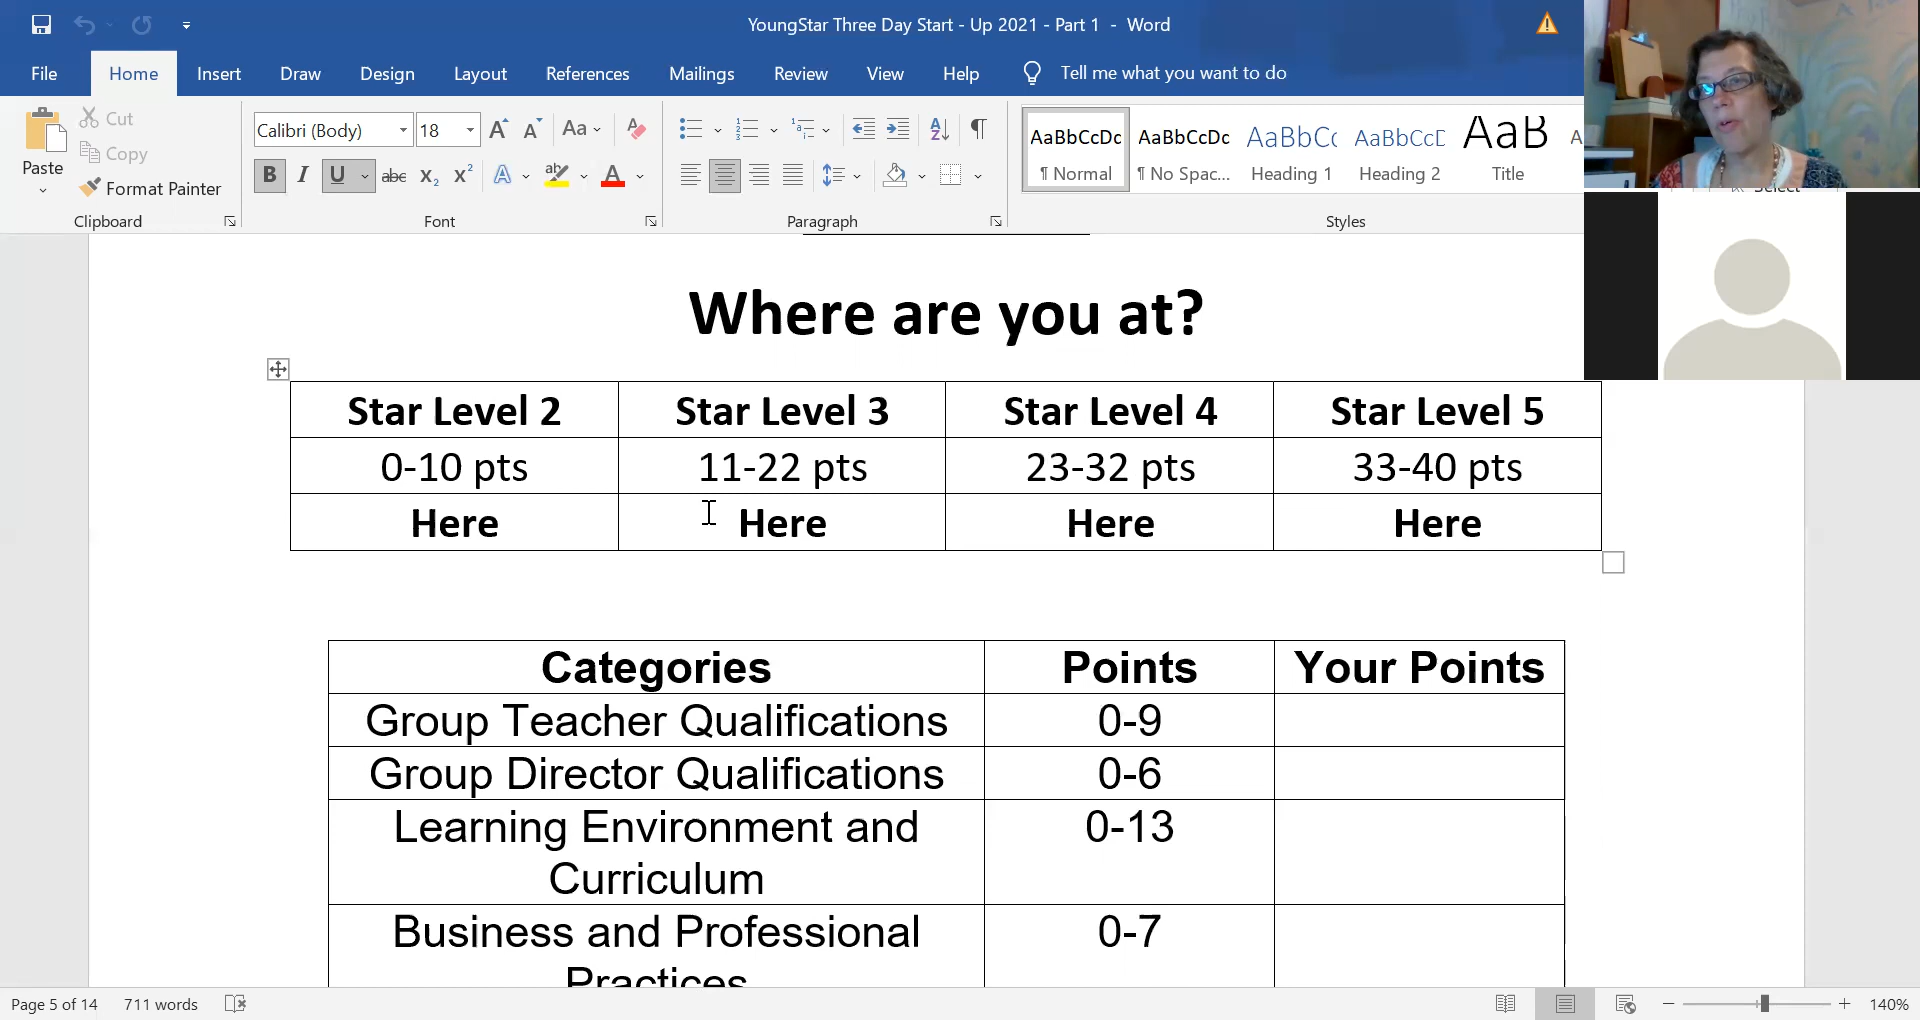 YoungStar Three Day Start - Up 2021 - Part 1 - Word
File Home Insert Draw Design Layout References Mailings Review View Help Tell me what you want to do
Paste
Cut
Copy
Format Painter
Clipboard
Calibri (Body) 18
B I U abc X₂ X²
Font
Paragraph
AaBbCcDc AaBbCcDc AaBbCc AaBbCcD AaB
¶ Normal ¶ No Spac... Heading 1 Heading 2 Title
Styles
Select
Where are you at?
Star Level 2 Star Level 3 Star Level 4 Star Level 5
0-10 pts 11-22 pts 23-32 pts 33-40 pts
Here Here Here Here
Categories Points Your Points
Group Teacher Qualifications 0-9
Group Director Qualifications 0-6
Learning Environment and 0-13
Curriculum
Business and Professional 0-7
Practices
Page 5 of 14 711 words 140%